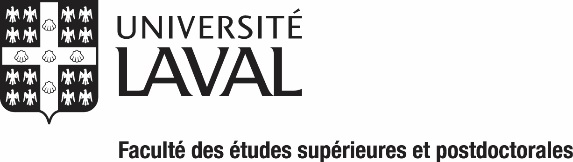 UNIVERSITÉ
LAVAL
Faculté des études supérieures et postdoctorales